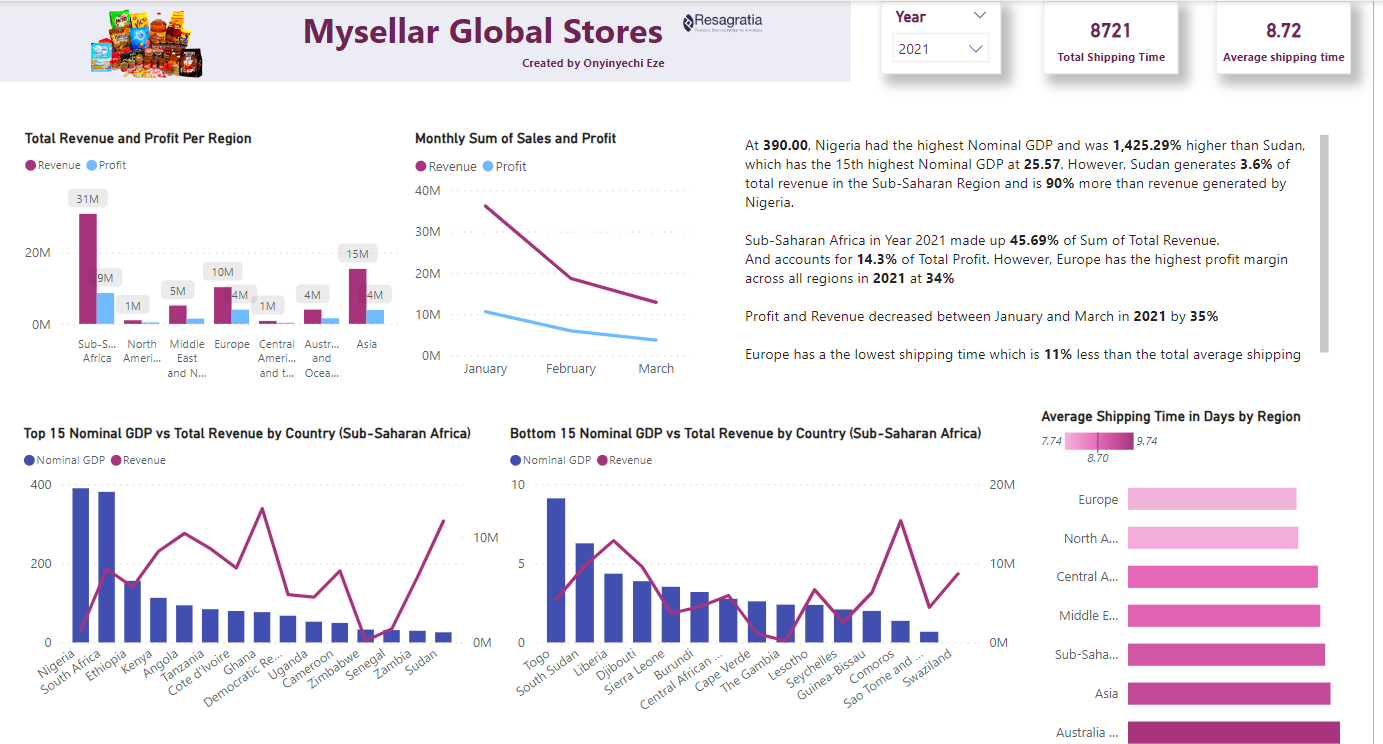 Mysellar Global Stores
Resagratia
Created by Onyinyechi Eze
Year
2021
8721
Total Shipping Time
8.72
Average shipping time
Total Revenue and Profit Per Region
Revenue Profit
31M
20M
9M
1M
5M
10M
4M
1M
4M
15M
4M
0M
Sub-S... Africa
North Ameri...
Middle East and N...
Europe
Central Ameri... and t...
Austr... and Ocea...
Asia
Monthly Sum of Sales and Profit
Revenue Profit
40M
30M
20M
10M
0M
January February March
At 390.00, Nigeria had the highest Nominal GDP and was 1,425.29% higher than Sudan,
which has the 15th highest Nominal GDP at 25.57. However, Sudan generates 3.6% of
total revenue in the Sub-Saharan Region and is 90% more than revenue generated by
Nigeria.
Sub-Saharan Africa in Year 2021 made up 45.69% of Sum of Total Revenue.
And accounts for 14.3% of Total Profit. However, Europe has the highest profit margin
across all regions in 2021 at 34%
Profit and Revenue decreased between January and March in 2021 by 35%
Europe has a the lowest shipping time which is 11% less than the total average shipping
Top 15 Nominal GDP vs Total Revenue by Country (Sub-Saharan Africa)
Nominal GDP Revenue
400
200
0
10M
0M
Nigeria
South Africa
Ethiopia
Kenya
Angola
Tanzania
Cote d'Ivoire
Ghana
Democratic Re...
Uganda
Cameroon
Zimbabwe
Senegal
Zambia
Sudan
Bottom 15 Nominal GDP vs Total Revenue by Country (Sub-Saharan Africa)
Nominal GDP Revenue
10
5
0
20M
10M
0M
Togo
South Sudan
Liberia
Djibouti
Sierra Leone
Burundi
Central African ...
Cape Verde
The Gambia
Lesotho
Seychelles
Guinea-Bissau
Comoros
Sao Tome and ...
Swaziland
Average Shipping Time in Days by Region
7.74 9.74
8.70
Europe
North A...
Central A...
Middle E...
Sub-Saha...
Asia
Australia ...